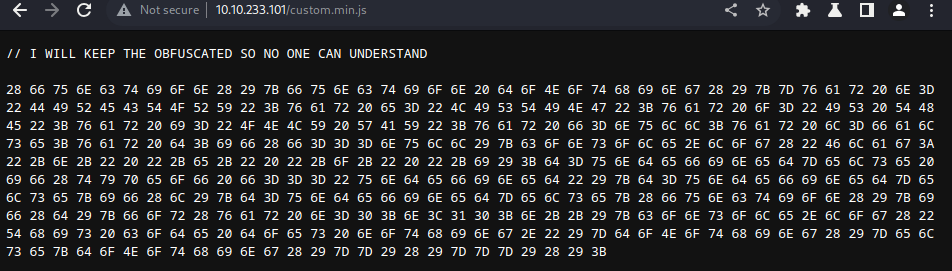 Not secure | 10.10.233.101/custom.min.js
// I WILL KEEP THE OBFUSCATED SO NO ONE CAN UNDERSTAND
28 66 75 6E 63 74 69 6F 6E 28 29 7B 66 75 6E 63 74 69 6F 6E 20 64 6F 4E 6F 74 68 69 6E 67 28 29 7B 7D 76 61 72 20 6E 3D
22 44 49 52 45 43 54 4F 52 59 22 3B 76 61 72 20 65 3D 22 4C 49 53 54 49 4E 47 22 3B 76 61 72 20 6F 3D 22 49 53 20 54 48
45 22 3B 76 61 72 20 69 3D 22 4F 4E 4C 59 20 57 41 59 22 3B 76 61 72 20 66 3D 6E 75 6C 6C 3B 76 61 72 20 6C 3D 66 61 6C
73 65 3B 76 61 72 20 64 3B 69 66 28 66 3D 3D 3D 6E 75 6C 6C 29 7B 63 6F 6E 73 6F 6C 65 2E 6C 6F 67 28 22 46 6C 61 67 3A
22 2B 6E 2B 22 20 22 2B 65 2B 22 20 22 2B 6F 2B 22 20 22 2B 69 29 3B 64 3D 75 6E 64 65 66 69 6E 65 64 7D 65 6C 73 65 20
69 66 28 74 79 70 65 6F 66 20 66 3D 3D 3D 22 75 6E 64 65 66 69 6E 65 64 22 29 7B 64 3D 75 6E 64 65 66 69 6E 65 64 7D 65
6C 73 65 7B 69 66 28 6C 29 7B 64 3D 75 6E 64 65 66 69 6E 65 64 7D 65 6C 73 65 7B 28 66 75 6E 63 74 69 6F 6E 28 29 7B 69
66 28 64 29 7B 66 6F 72 28 76 61 72 20 6E 3D 30 3B 6E 3C 31 30 3B 6E 2B 2B 29 7B 63 6F 6E 73 6F 6C 65 2E 6C 6F 67 28 22
54 68 69 73 20 63 6F 64 65 20 64 6F 65 73 20 6E 6F 74 68 69 6E 67 2E 22 29 7D 64 6F 4E 6F 74 68 69 6E 67 28 29 7D 65 6C
73 65 7B 64 6F 4E 6F 74 68 69 6E 67 28 29 7D 7D 29 28 29 7D 7D 7D 29 28 29 3B